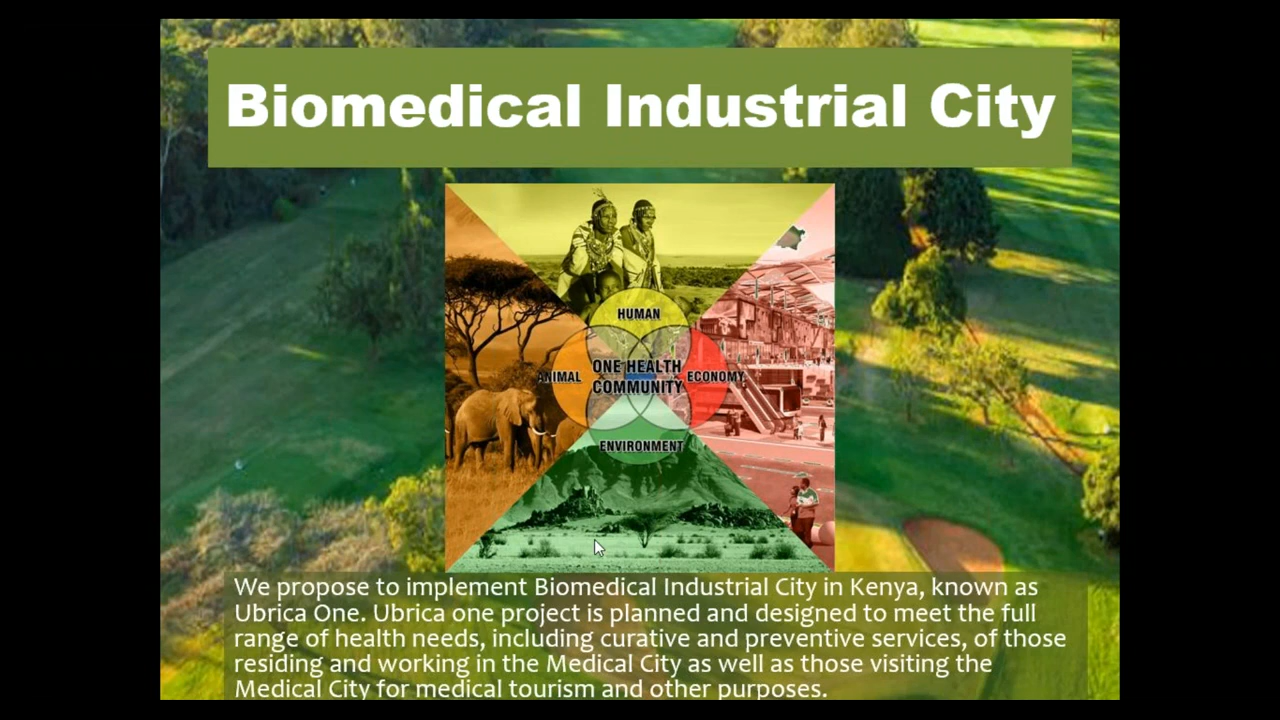 Biomedical Industrial City
HUMAN
ANIMAL
ONE HEALTH
COMMUNITY
ECONOMY
ENVIRONMENT
We propose to implement Biomedical Industrial City in Kenya, known as
Ubrica One. Ubrica one project is planned and designed to meet the full
range of health needs, including curative and preventive services, of those
residing and working in the Medical City as well as those visiting the
Medical City for medical tourism and other purposes.